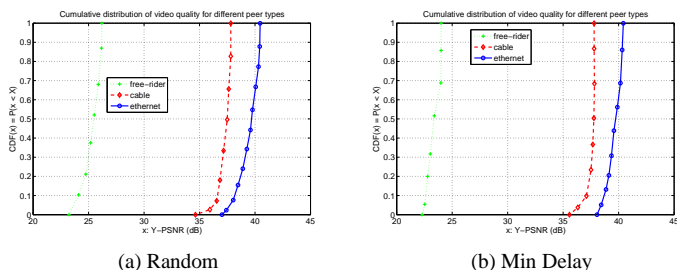 Cumulative distribution of video quality for different peer types
CDF(x) = P(x < X)
1
0.9
0.8
0.7
0.6
0.5
0.4
0.3
0.2
0.1
0
free-rider
cable
ethernet
20 25 30 35 40 45
x: Y-PSNR (dB)
(a) Random
Cumulative distribution of video quality for different peer types
CDF(x) = P(x < X)
1
0.9
0.8
0.7
0.6
0.5
0.4
0.3
0.2
0.1
0
free-rider
cable
ethernet
20 25 30 35 40 45
x: Y-PSNR (dB)
(b) Min Delay